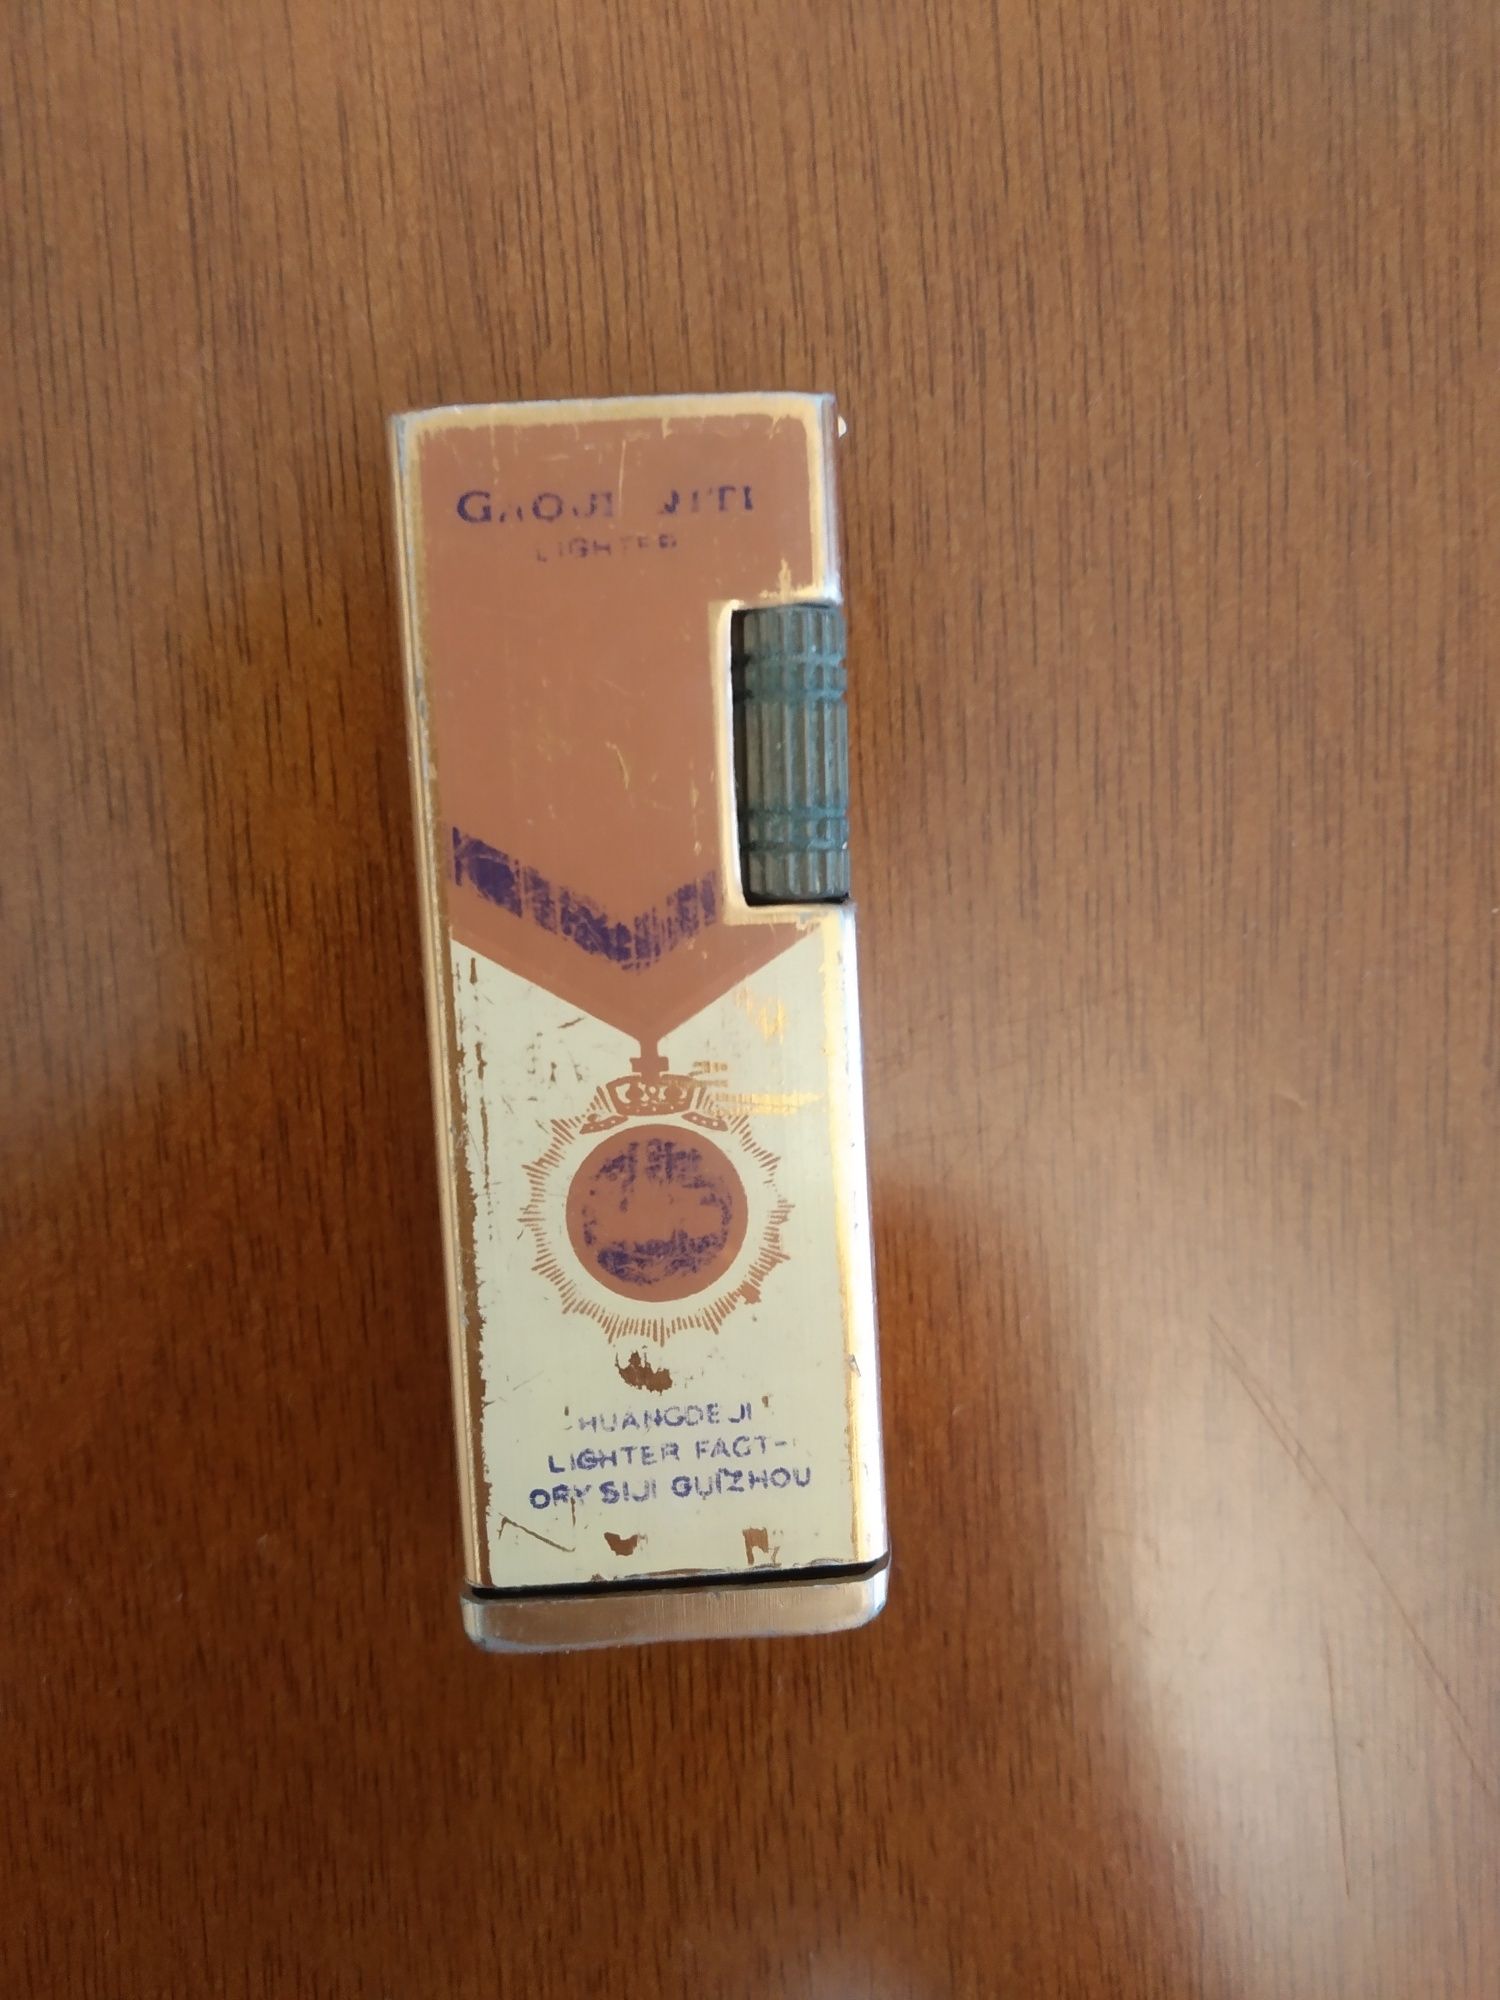 LIGHTER
HUANGDEJI
LIGHTER FACT-
ORY SIJI GUIZHOU